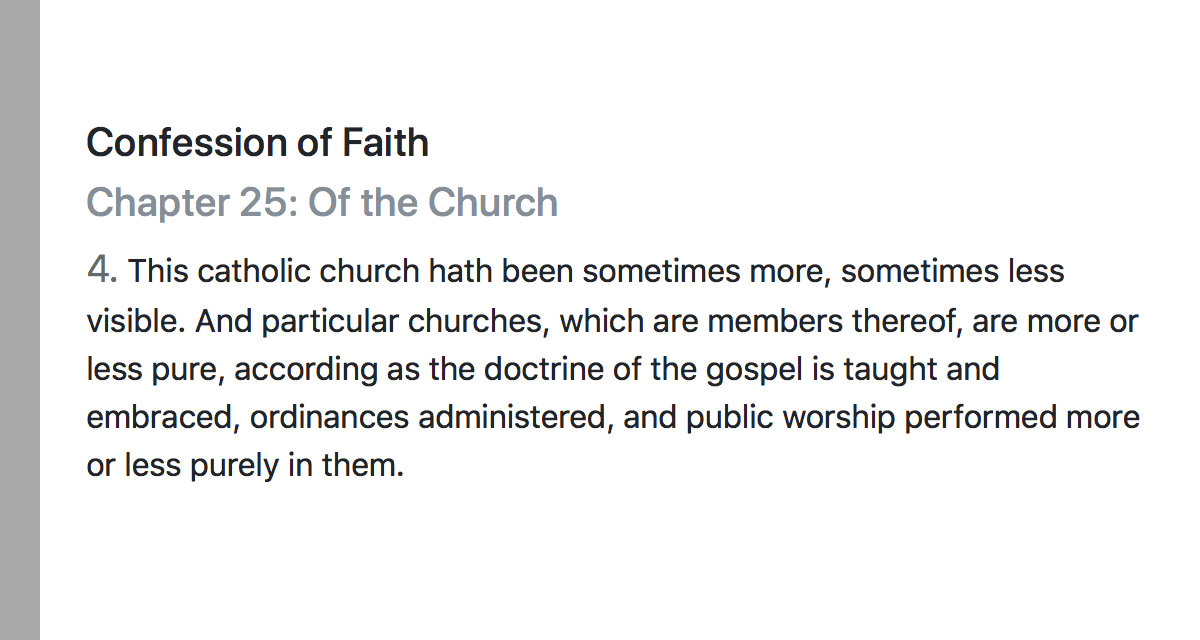 Confession of Faith
Chapter 25: Of the Church
4. This catholic church hath been sometimes more, sometimes less
visible. And particular churches, which are members thereof, are more or
less pure, according as the doctrine of the gospel is taught and
embraced, ordinances administered, and public worship performed more
or less purely in them.